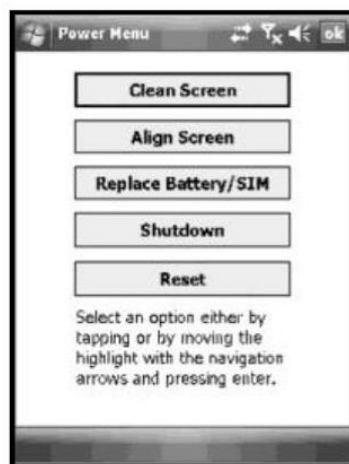 Power Menu ok
Clean Screen
Align Screen
Replace Battery/SIM
Shutdown
Reset
Select an option either by
tapping or by moving the
highlight with the navigation
arrows and pressing enter.